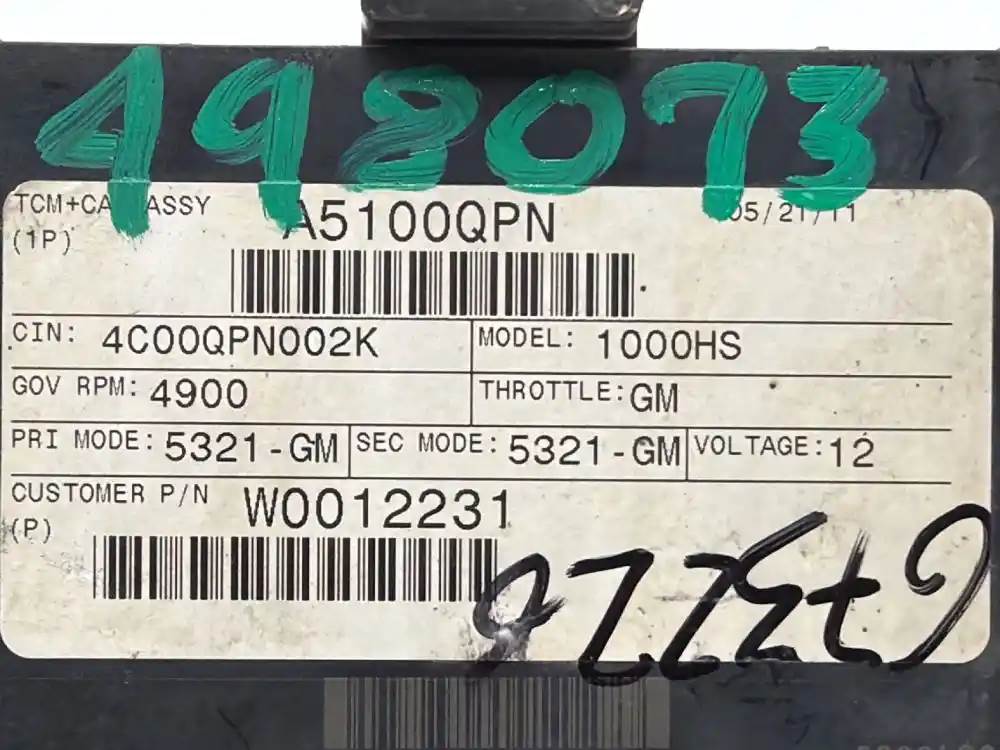 498073
TCM+CAL ASSY A5100QPN 05/21/11
(1P)
CIN: 4C00QPN002K MODEL: 1000HS
GOV RPM: 4900 THROTTLE: GM
PRI MODE: 5321-GM SEC MODE: 5321-GM VOLTAGE: 12
CUSTOMER P/N W0012231
(P)